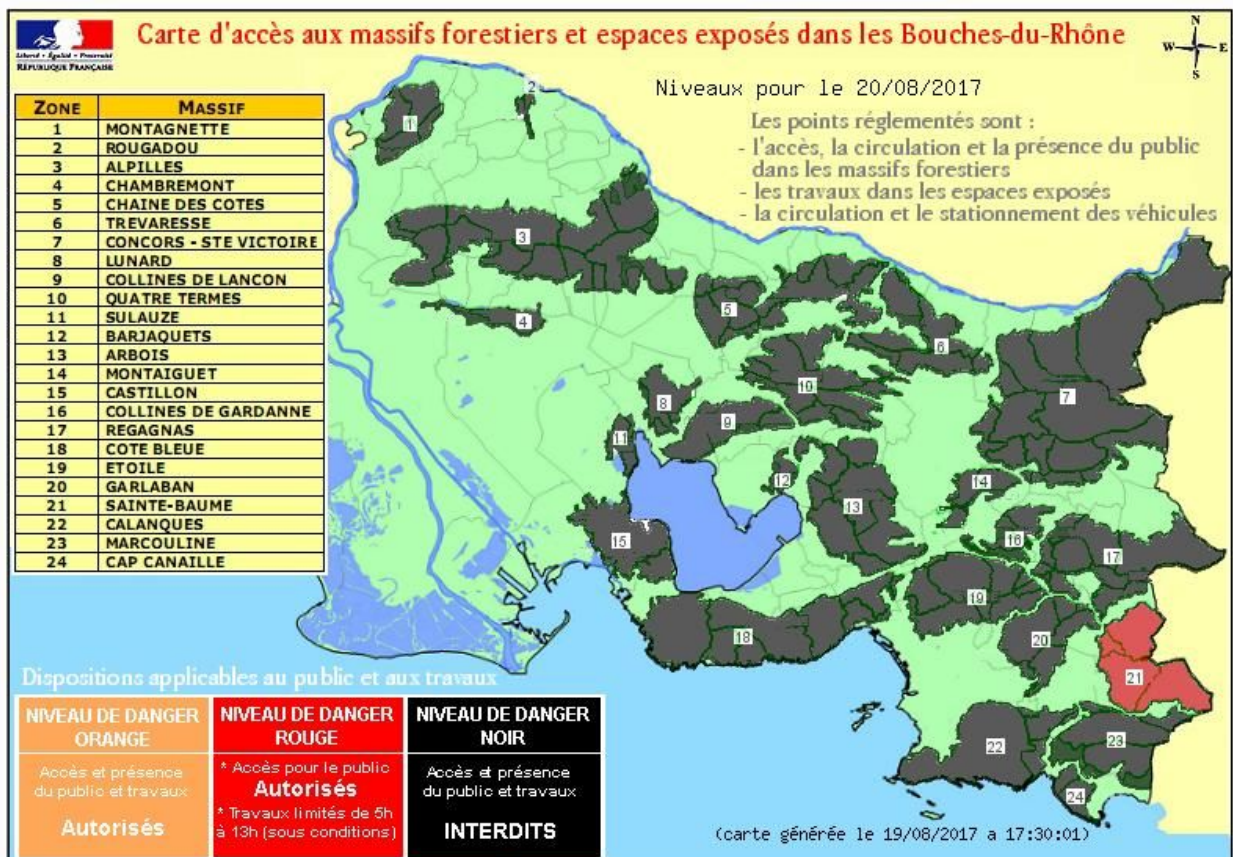 Carte d'accès aux massifs forestiers et espaces exposés dans les Bouches-du-Rhône
Liberté • Égalité • Fraternité
RÉPUBLIQUE FRANÇAISE
N
W E
S
Niveaux pour le 20/08/2017
Les points réglementés sont :
- l'accès, la circulation et la présence du public
dans les massifs forestiers
- les travaux dans les espaces exposés
- la circulation et le stationnement des véhicules
ZONE MASSIF
1 MONTAGNETTE
2 ROUGADOU
3 ALPILLES
4 CHAMBREMONT
5 CHAINE DES COTES
6 TREVARESSE
7 CONCORS - STE VICTOIRE
8 LUNARD
9 COLLINES DE LANCON
10 QUATRE TERMES
11 SULAUZE
12 BARJAQUETS
13 ARBOIS
14 MONTAIGUET
15 CASTILLON
16 COLLINES DE GARDANNE
17 REGAGNAS
18 COTE BLEUE
19 ETOILE
20 GARLABAN
21 SAINTE-BAUME
22 CALANQUES
23 MARCOULINE
24 CAP CANAILLE
2
1
3
4
5
6
7
10
8
9
11
12
14
13
15
16
17
19
18
20
21
22
23
24
Dispositions applicables au public et aux travaux
NIVEAU DE DANGER
ORANGE
Accès et présence
du public et travaux
Autorisés
NIVEAU DE DANGER
ROUGE
* Accès pour le public
Autorisés
* Travaux limités de 5h
à 13h (sous conditions)
NIVEAU DE DANGER
NOIR
Accès et présence
du public et travaux
INTERDITS
(carte générée le 19/08/2017 a 17:30:01)